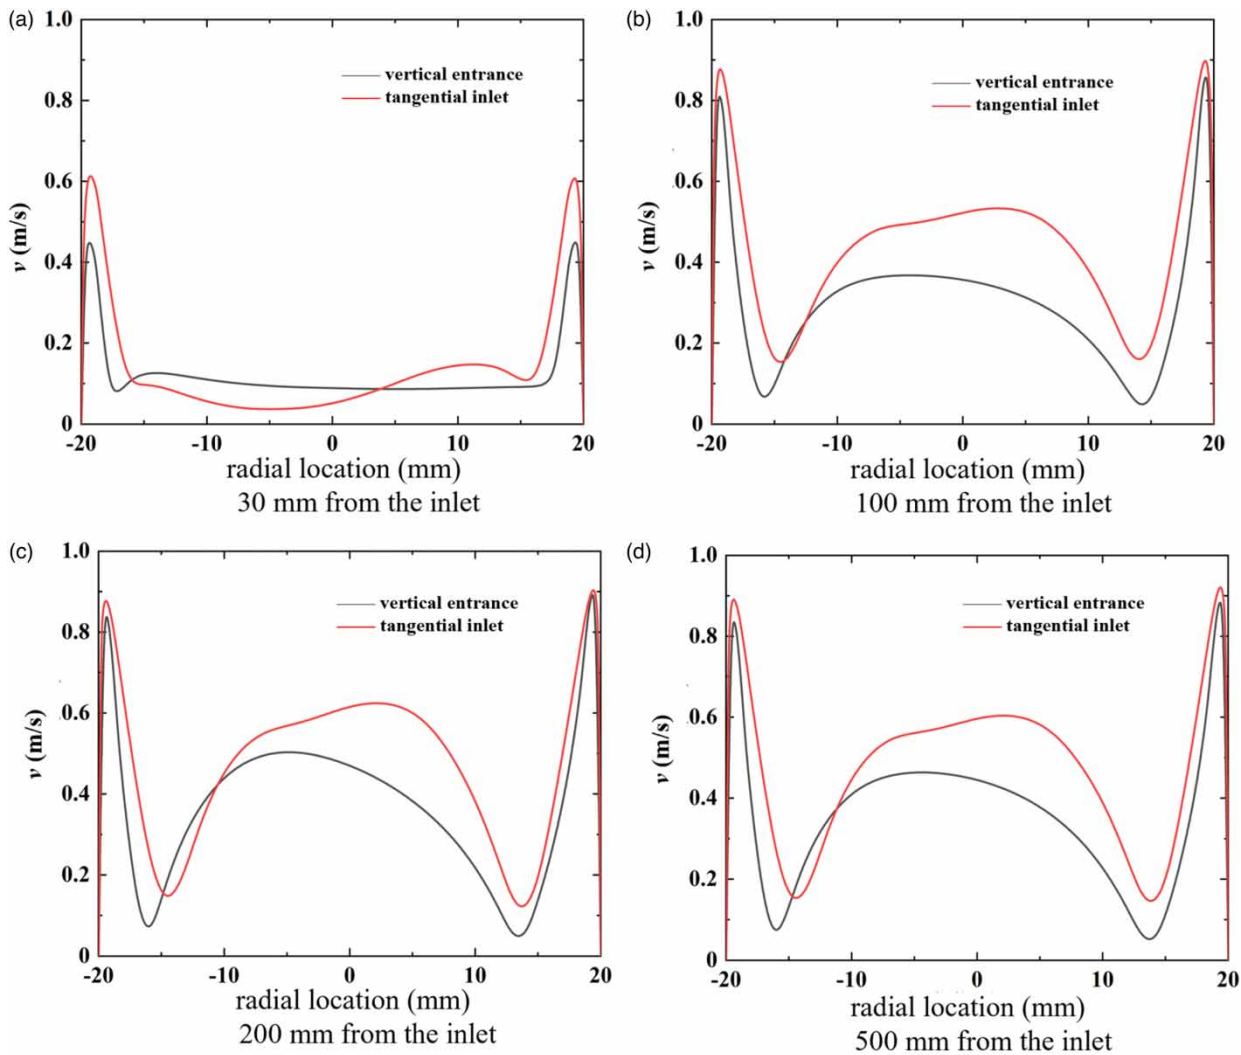 (a)
1.0
0.8
0.6
0.4
0.2
0
v (m/s)
vertical entrance
tangential inlet
-20 -10 0 10 20
radial location (mm)
30 mm from the inlet
(b)
1.0
0.8
0.6
0.4
0.2
0
v (m/s)
vertical entrance
tangential inlet
-20 -10 0 10 20
radial location (mm)
100 mm from the inlet
(c)
1.0
0.8
0.6
0.4
0.2
0
v (m/s)
vertical entrance
tangential inlet
-20 -10 0 10 20
radial location (mm)
200 mm from the inlet
(d)
1.0
0.8
0.6
0.4
0.2
0
v (m/s)
vertical entrance
tangential inlet
-20 -10 0 10 20
radial location (mm)
500 mm from the inlet